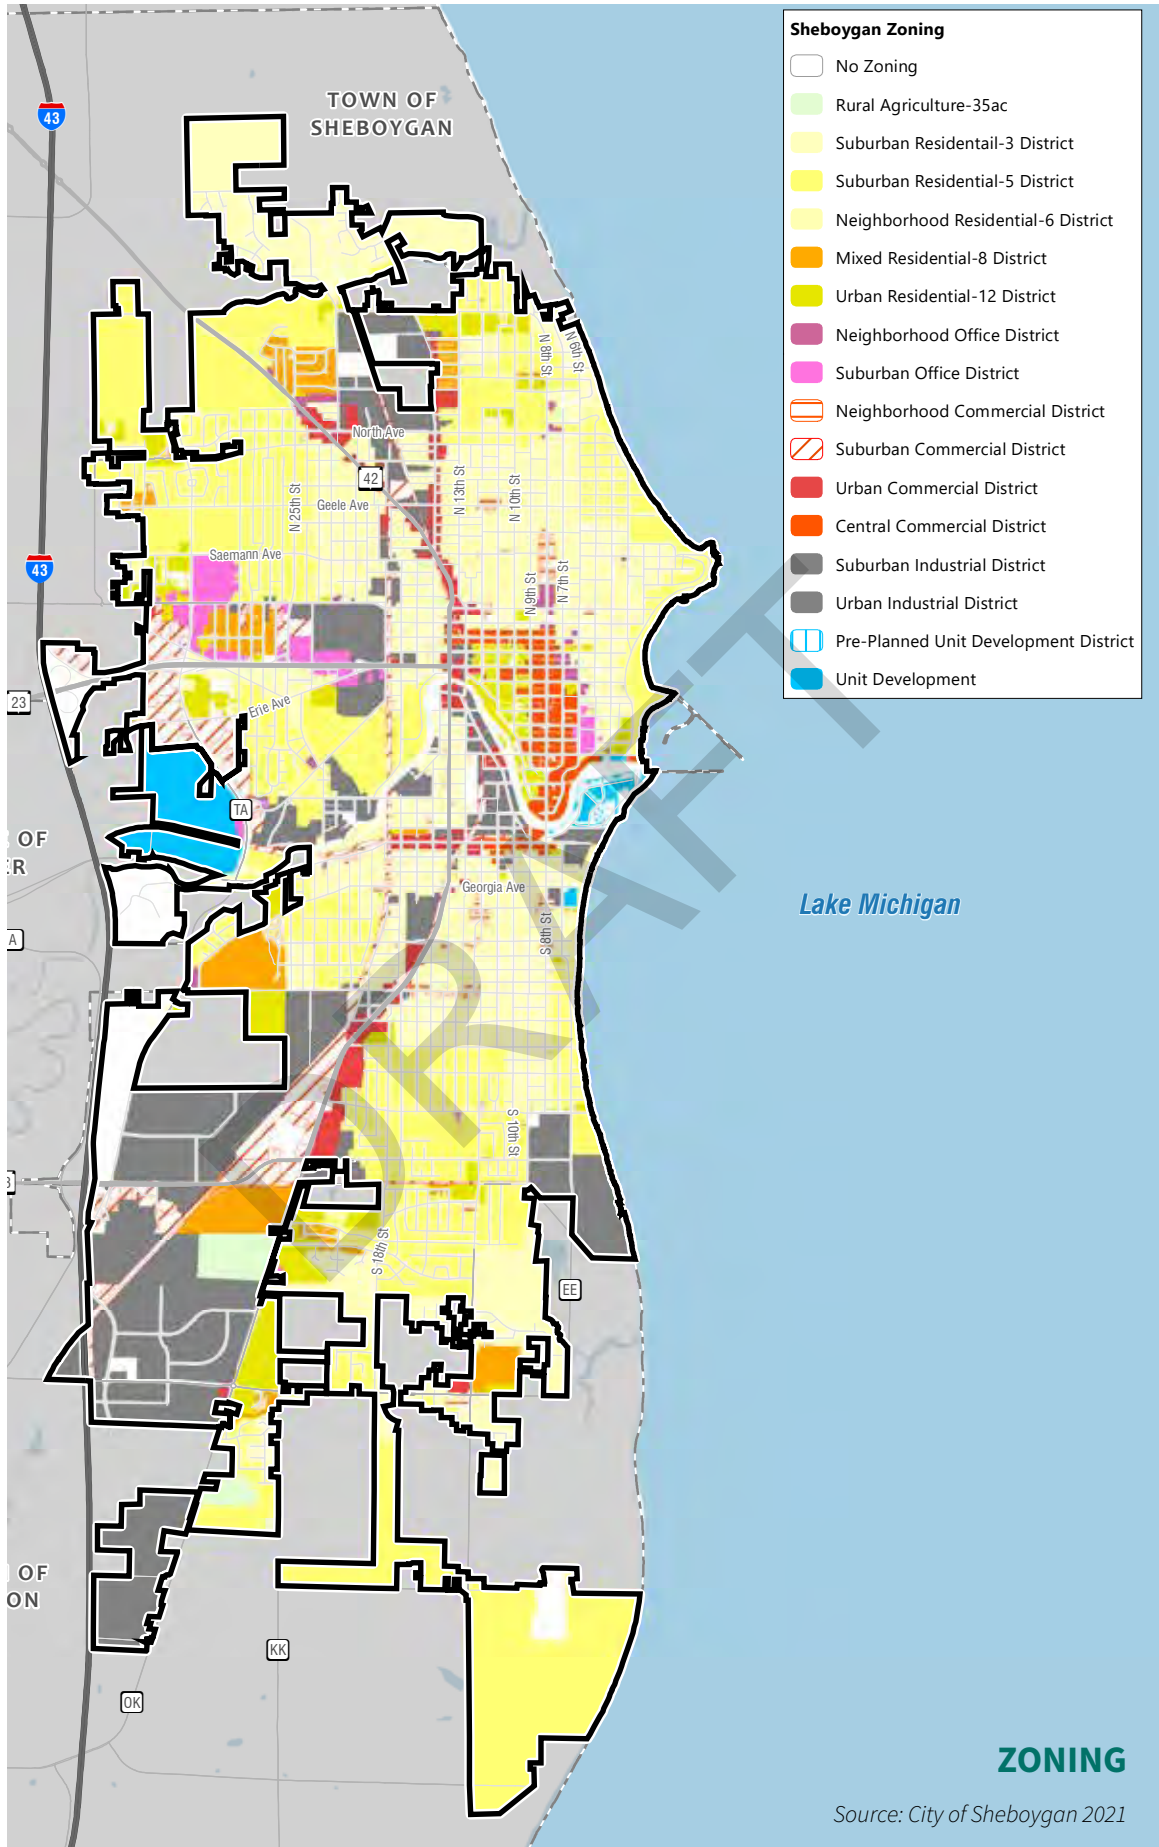 Sheboygan Zoning
No Zoning
Rural Agriculture-35ac
Suburban Residentail-3 District
Suburban Residential-5 District
Neighborhood Residential-6 District
Mixed Residential-8 District
Urban Residential-12 District
Neighborhood Office District
Suburban Office District
Neighborhood Commercial District
Suburban Commercial District
Urban Commercial District
Central Commercial District
Suburban Industrial District
Urban Industrial District
Pre-Planned Unit Development District
Unit Development
43
TOWN OF
SHEBOYGAN
N 8th St
N 6th St
North Ave
42
N 13th St
N 10th St
N 25th St
Geele Ave
Saemann Ave
43
N 9th St
N 7th St
23
Erie Ave
TA
OF
ER
Georgia Ave
Lake Michigan
A
S 8th St
DRAFT
S 10th St
S 18th St
EE
OF
ON
KK
OK
ZONING
Source: City of Sheboygan 2021